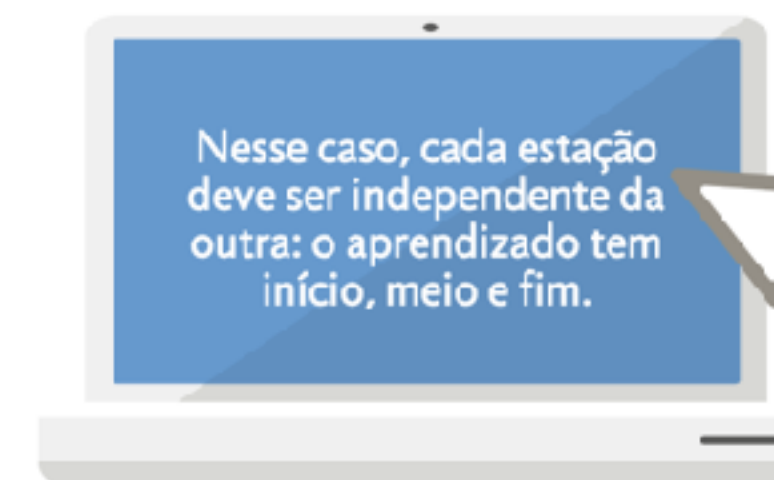 Nesse caso, cada estação
deve ser independente da
outra: o aprendizado tem
início, meio e fim.